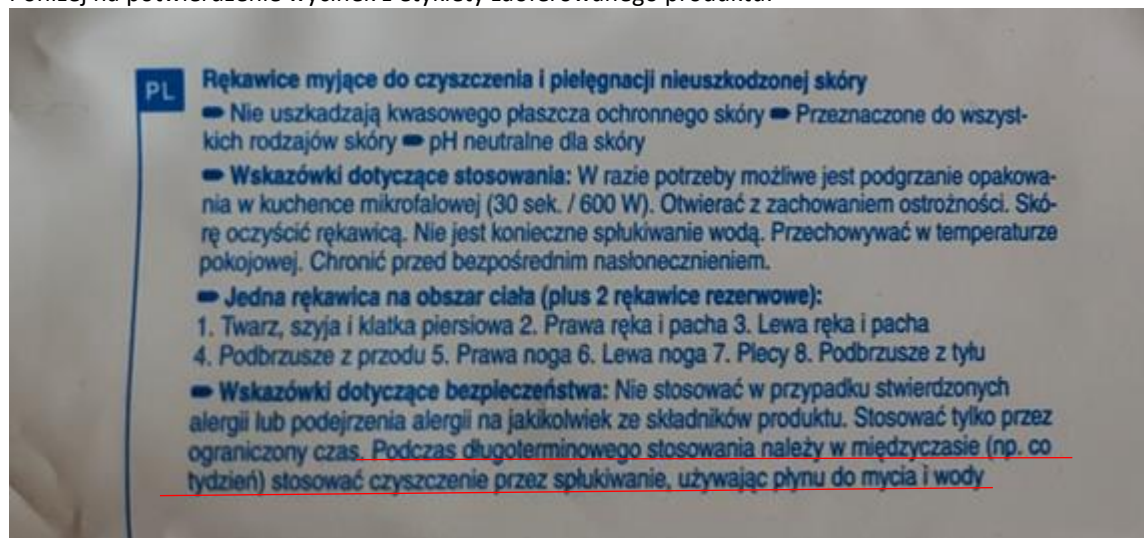 Poniżej na potwierdzenie wycinek z etykiety zaoferowanego produktu:
PL
Rękawice myjące do czyszczenia i pielęgnacji nieuszkodzonej skóry
Nie uszkadzają kwasowego płaszcza ochronnego skóry Przeznaczone do wszyst-
kich rodzajów skóry pH neutralne dla skóry
Wskazówki dotyczące stosowania: W razie potrzeby możliwe jest podgrzanie opakowa-
nia w kuchence mikrofalowej (30 sek. / 600 W). Otwierać z zachowaniem ostrożności. Skó-
rę oczyścić rękawicą. Nie jest konieczne spłukiwanie wodą. Przechowywać w temperaturze
pokojowej. Chronić przed bezpośrednim nasłonecznieniem.
Jedna rękawica na obszar ciała (plus 2 rękawice rezerwowe):
1. Twarz, szyja i klatka piersiowa 2. Prawa ręka i pacha 3. Lewa ręka i pacha
4. Podbrzusze z przodu 5. Prawa noga 6. Lewa noga 7. Plecy 8. Podbrzusze z tyłu
Wskazówki dotyczące bezpieczeństwa: Nie stosować w przypadku stwierdzonych
alergii lub podejrzenia alergii na jakikolwiek ze składników produktu. Stosować tylko przez
ograniczony czas. Podczas długoterminowego stosowania należy w międzyczasie (np. co
tydzień) stosować czyszczenie przez spłukiwanie, używając płynu do mycia i wody